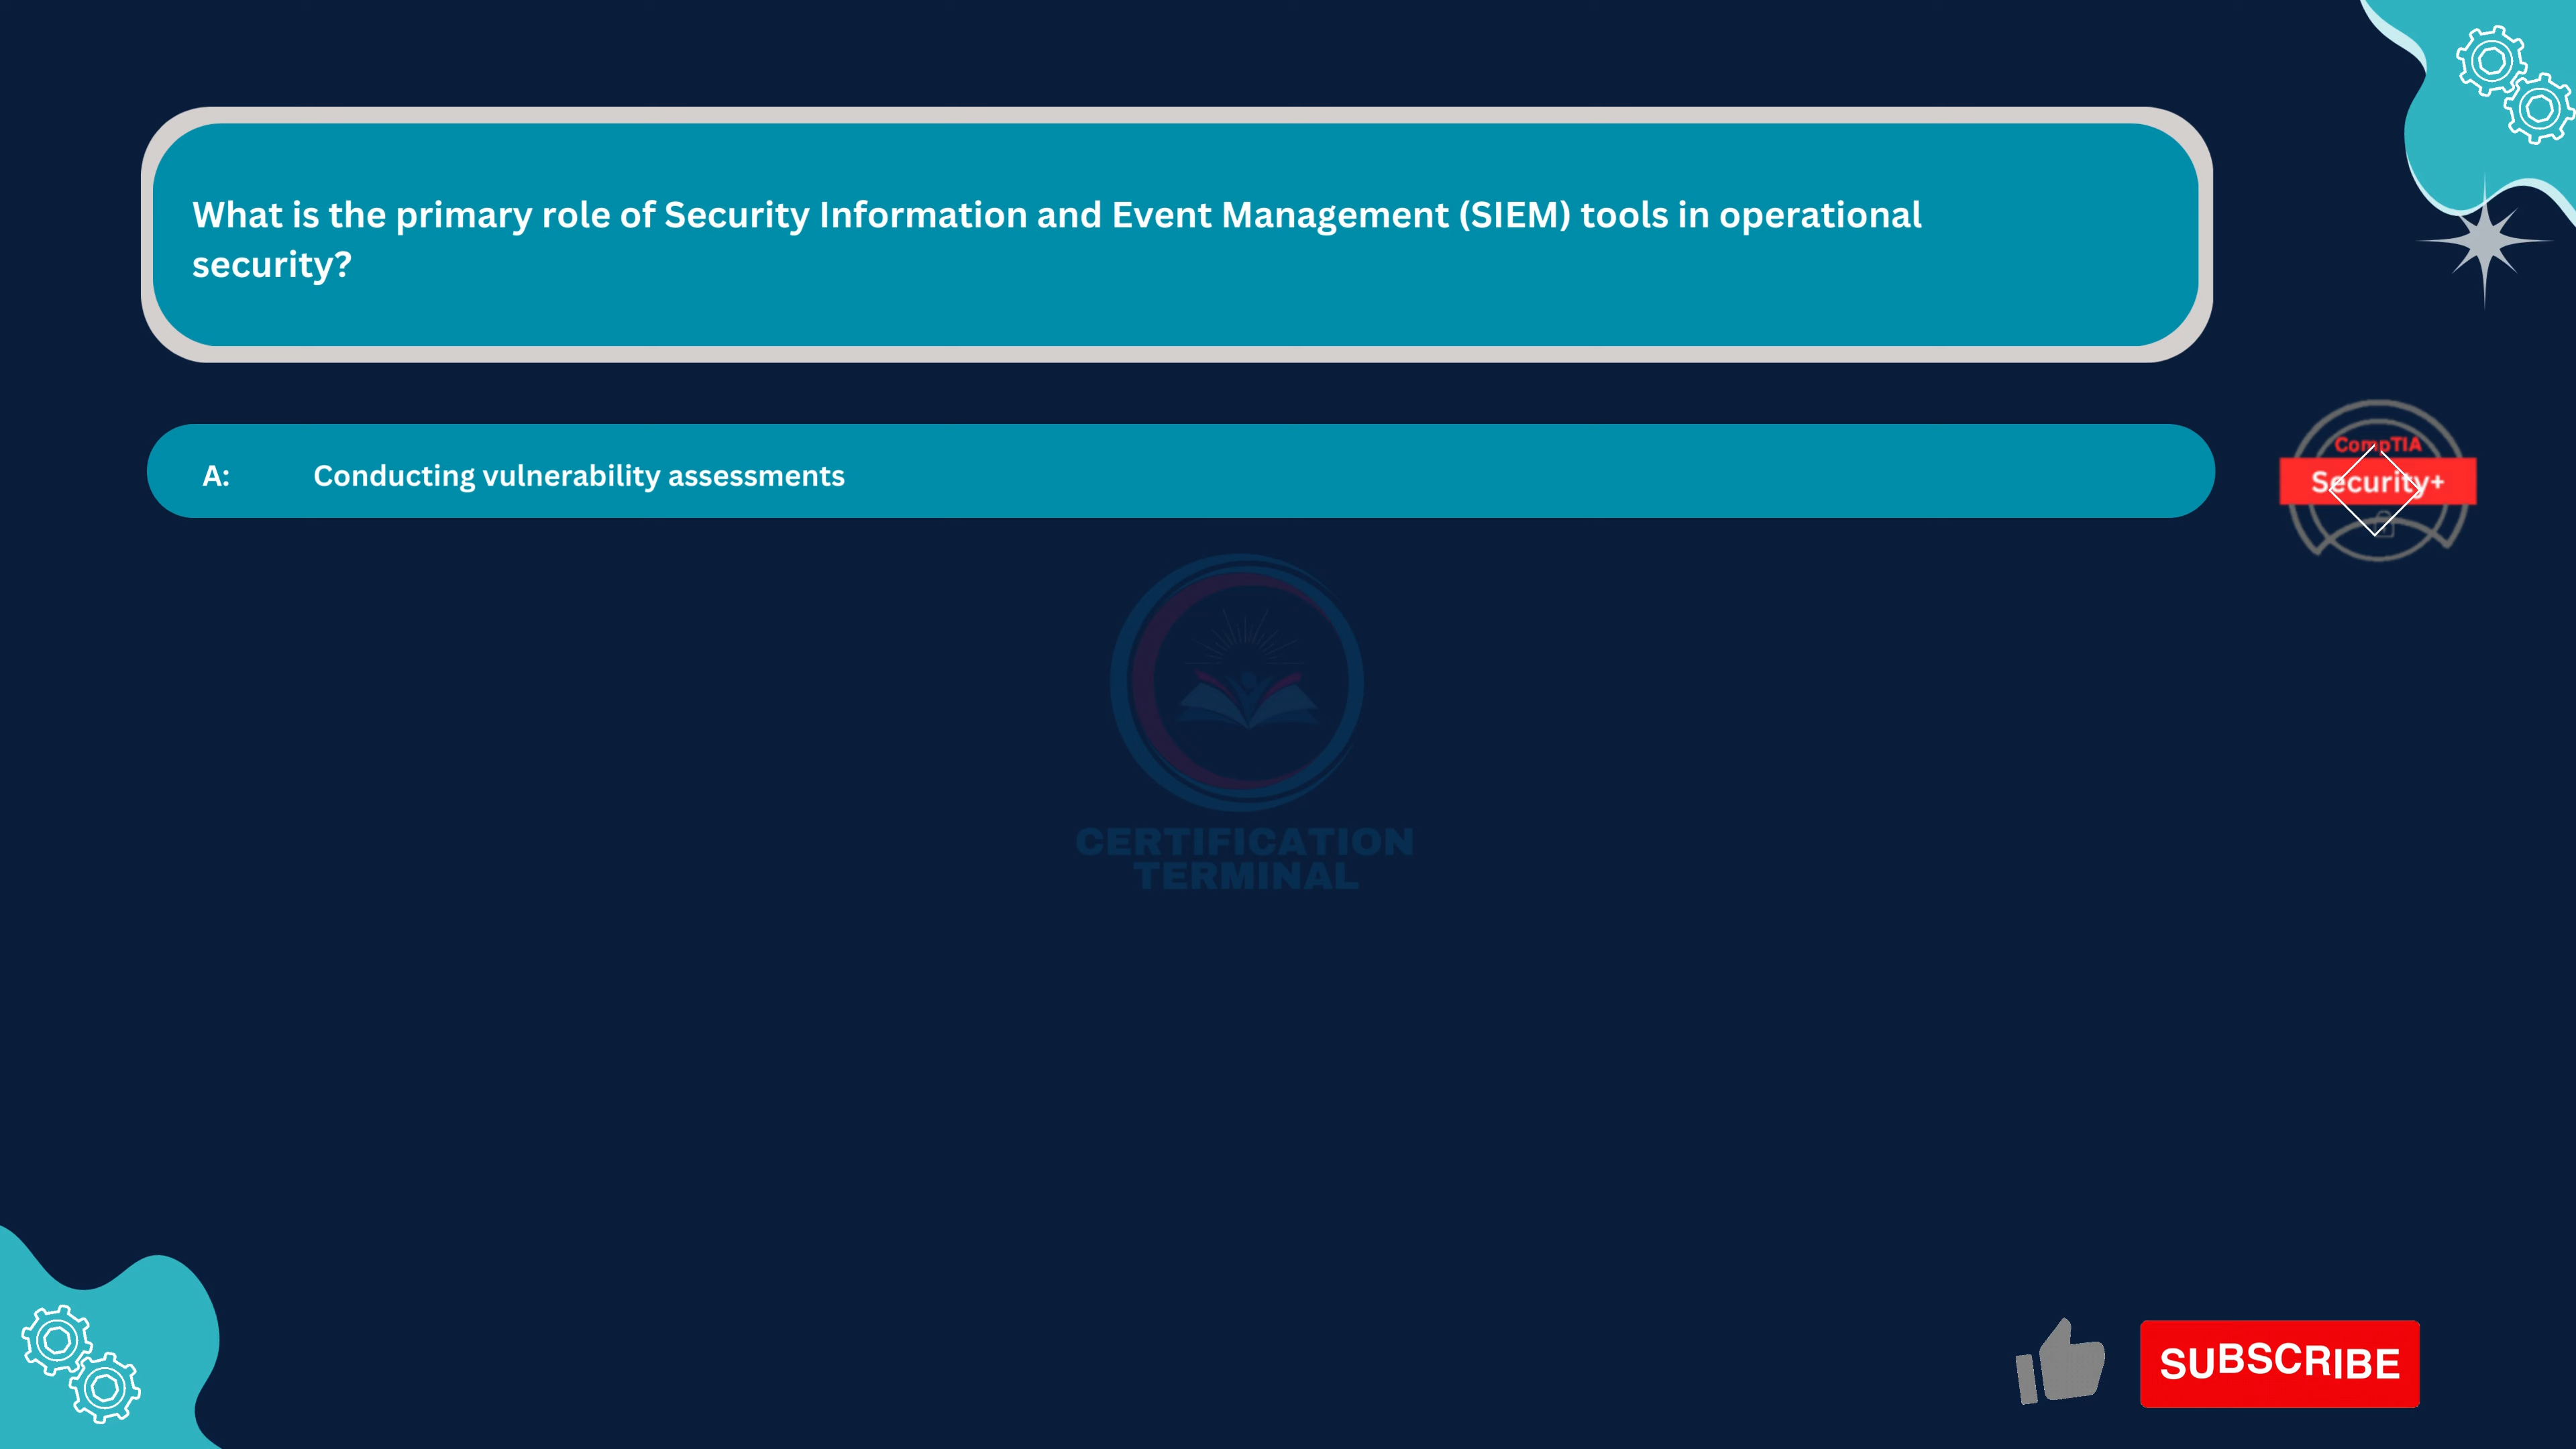 What is the primary role of Security Information and Event Management (SIEM) tools in operational
security?
A: Conducting vulnerability assessments
CompTIA
Security+
CERTIFICATION
TERMINAL
SUBSCRIBE